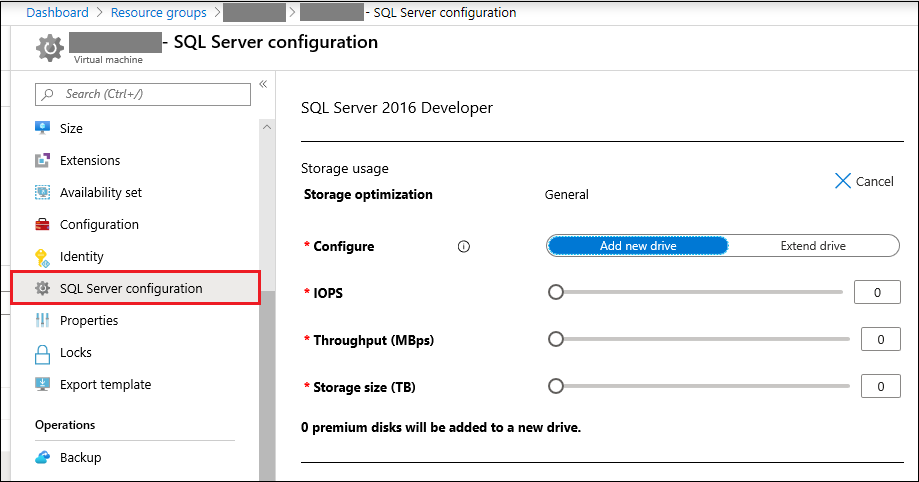 Dashboard > Resource groups > > - SQL Server configuration
- SQL Server configuration
Virtual machine
«
Search (Ctrl+/)
Size
Extensions
Availability set
Configuration
Identity
SQL Server configuration
Properties
Locks
Export template
Operations
Backup
SQL Server 2016 Developer
Storage usage
Cancel
Storage optimization General
* Configure Add new drive Extend drive
* IOPS 0
* Throughput (MBps) 0
* Storage size (TB) 0
0 premium disks will be added to a new drive.